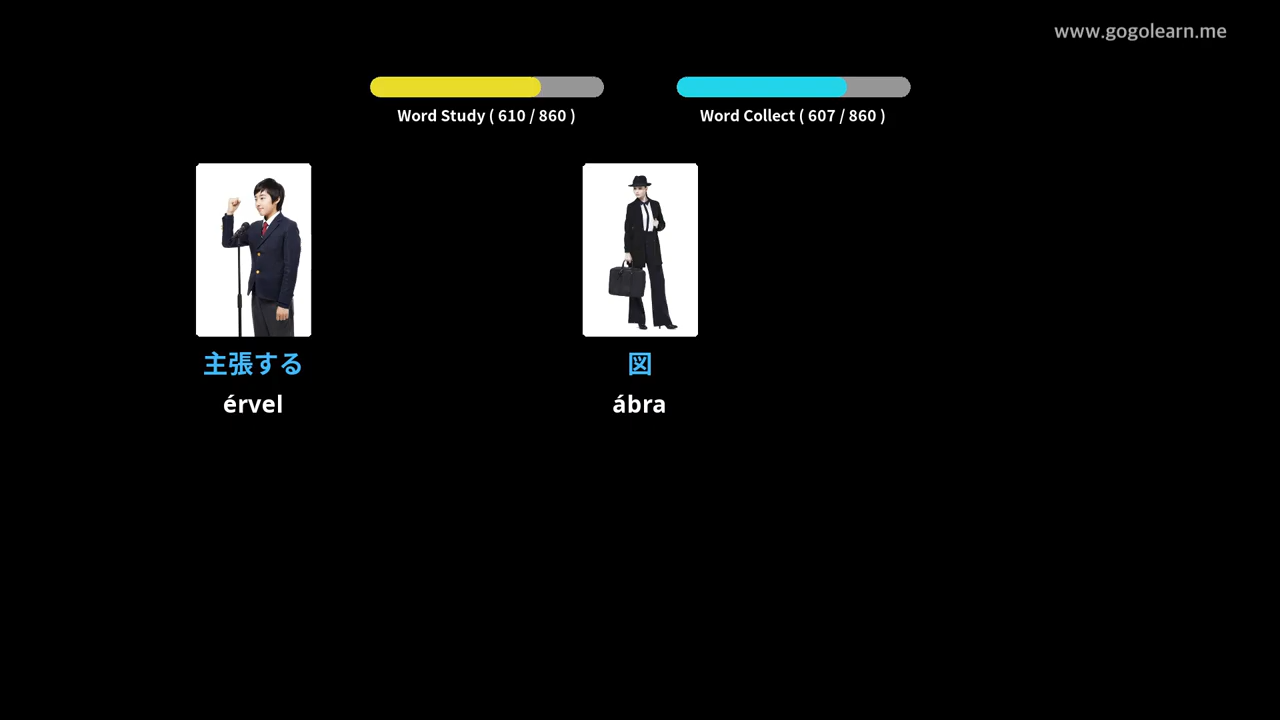 www.gogolearn.me
Word Study ( 610 / 860 )
Word Collect ( 607 / 860 )
主張する
érvel
図
ábra